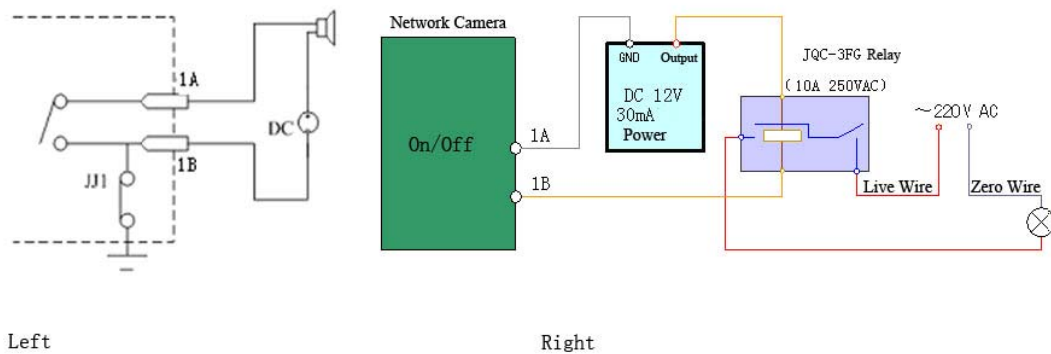 1A
1B
DC
JJ1
Network Camera
On/Off
1A
1B
GND Output
DC 12V
30mA
Power
JQC-3FG Relay
(10A 250VAC)
~220V AC
Live Wire
Zero Wire
Left
Right